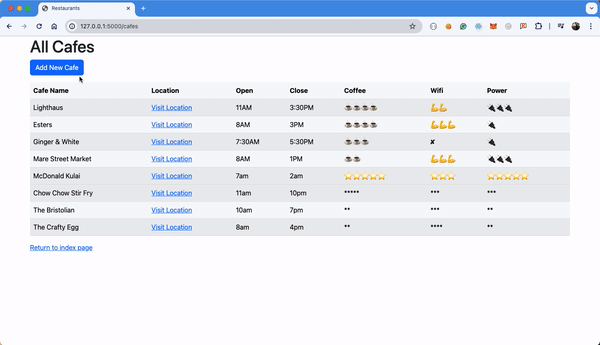 Restaurants
127.0.0.1:5000/cafes
All Cafes
Add New Cafe
Cafe Name Location Open Close Coffee Wifi Power
Lighthaus Visit Location 11AM 3:30PM ☕☕☕☕ 💪💪 🔌🔌🔌
Esters Visit Location 8AM 3PM ☕☕☕☕ 💪💪💪 🔌
Ginger & White Visit Location 7:30AM 5:30PM ☕☕☕ ✘ 🔌
Mare Street Market Visit Location 8AM 1PM ☕☕ 💪💪💪 🔌🔌🔌
McDonald Kulai Visit Location 7am 2am ⭐⭐⭐⭐⭐ ⭐⭐⭐ ⭐⭐⭐⭐⭐
Chow Chow Stir Fry Visit Location 11am 10pm ***** *** ***
The Bristolian Visit Location 10am 7pm ** *** **
The Crafty Egg Visit Location 8am 4pm ** **** **
Return to index page